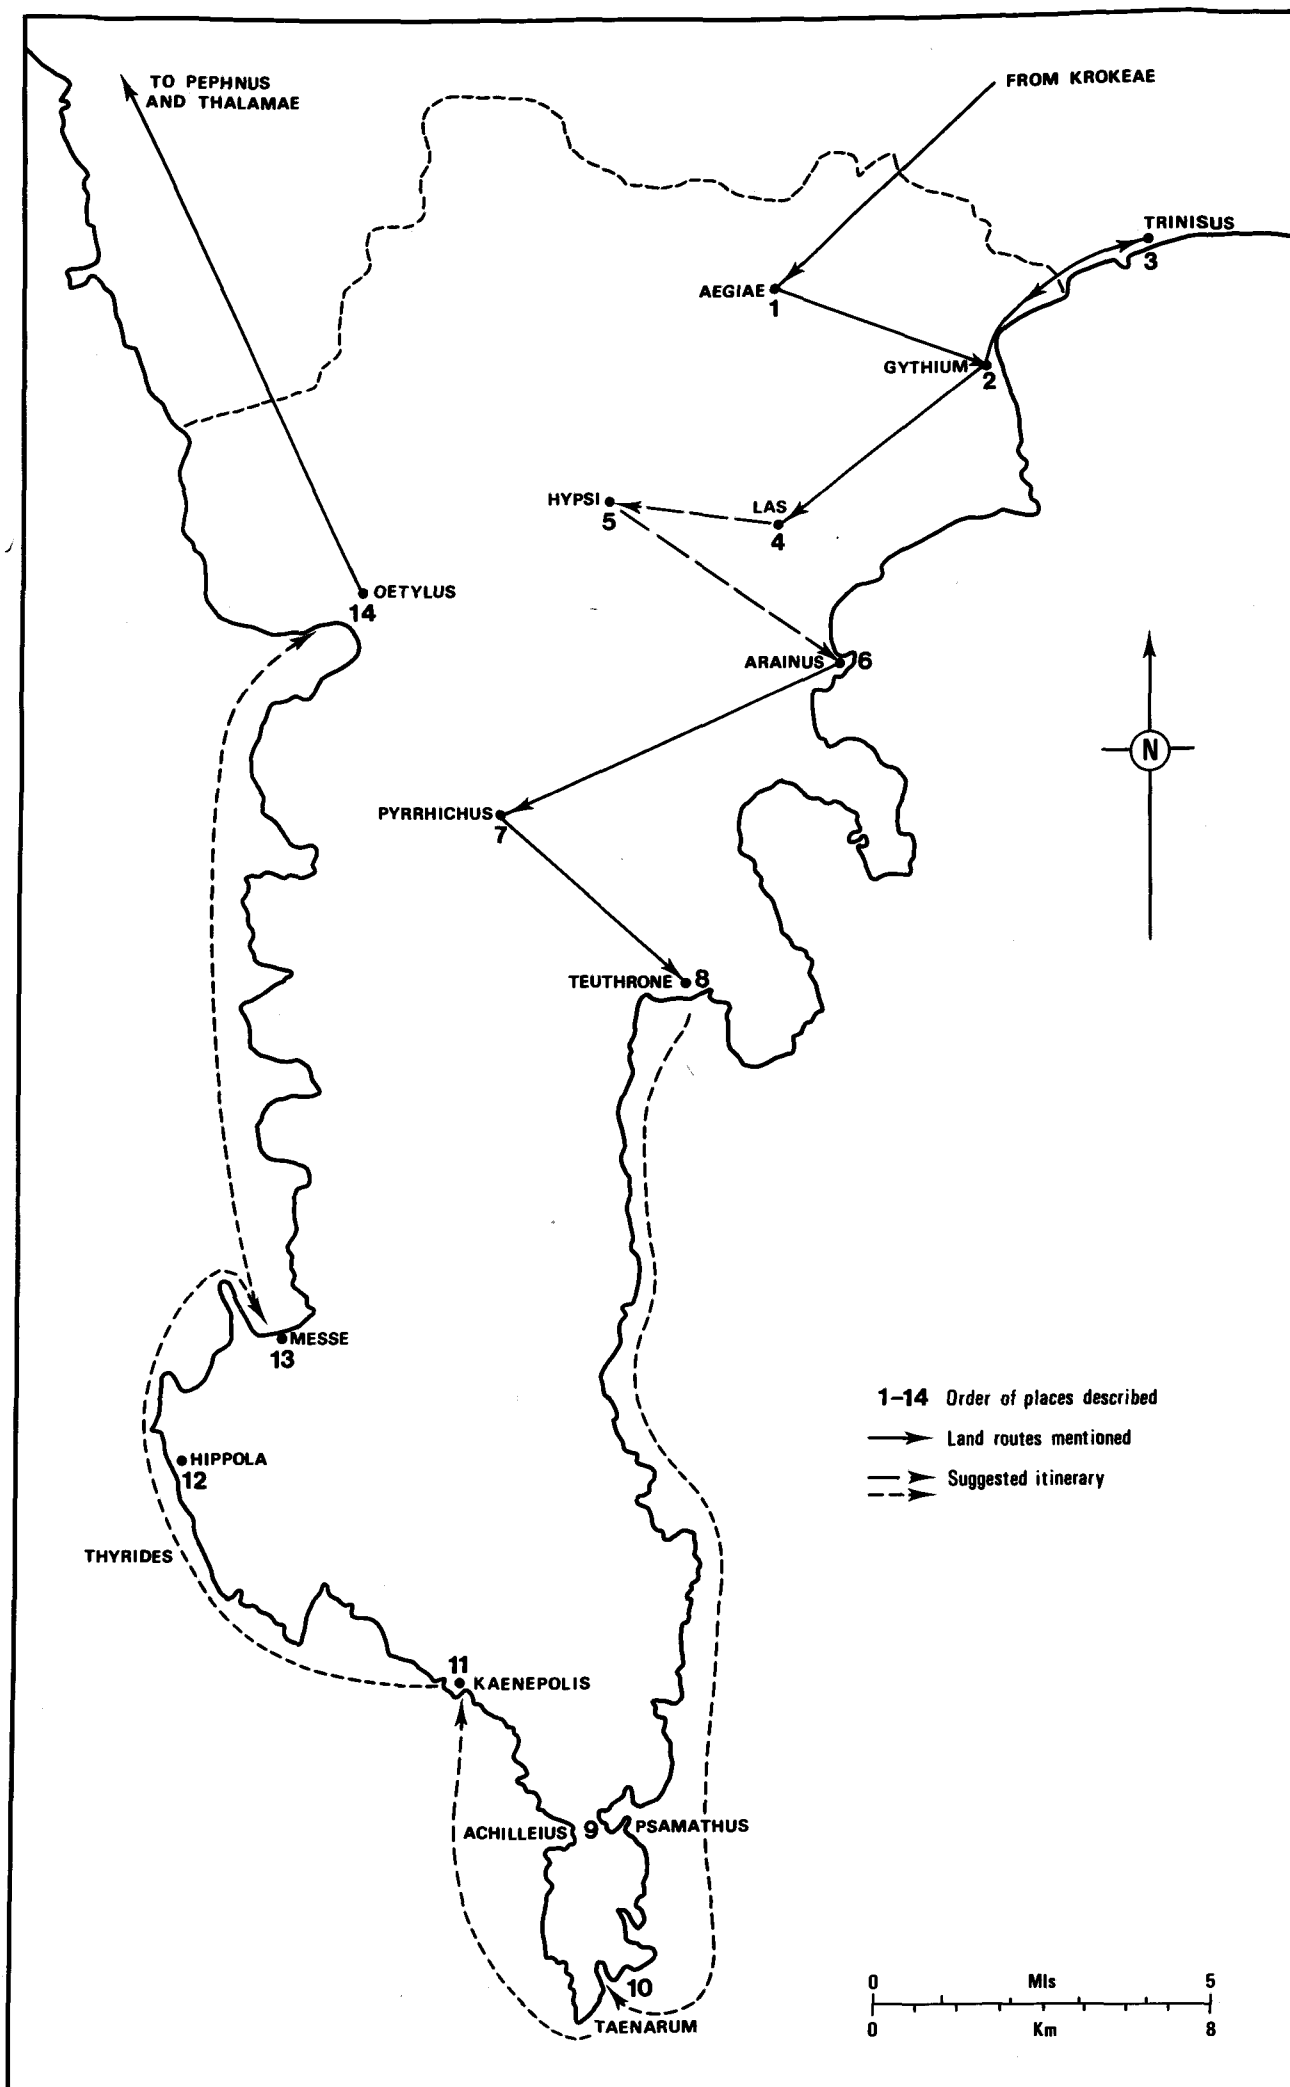 TO PEPHNUS
AND THALAMAE
FROM KROKEAE
TRINISUS
3
AEGIAE
1
GYTHIUM
2
HYPSI
5
LAS
4
OETYLUS
14
ARAINUS 6
N
PYRRHICHUS
7
TEUTHRONE 8
MESSE
13
1–14 Order of places described
Land routes mentioned
Suggested itinerary
HIPPOLA
12
THYRIDES
11
KAENEPOLIS
ACHILLEIUS 9 PSAMATHUS
10
TAENARUM
0 Mls 5
0 Km 8